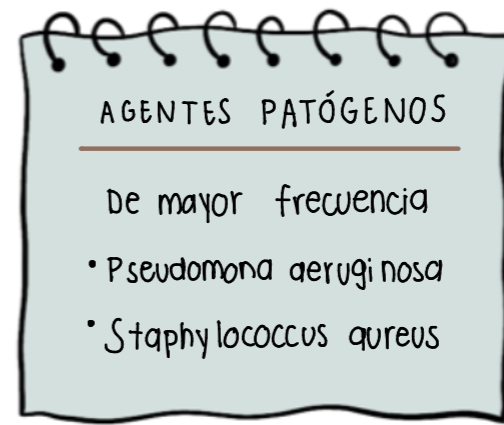 AGENTES PATÓGENOS
De mayor frecuencia
• Pseudomona aeruginosa
• Staphylococcus aureus